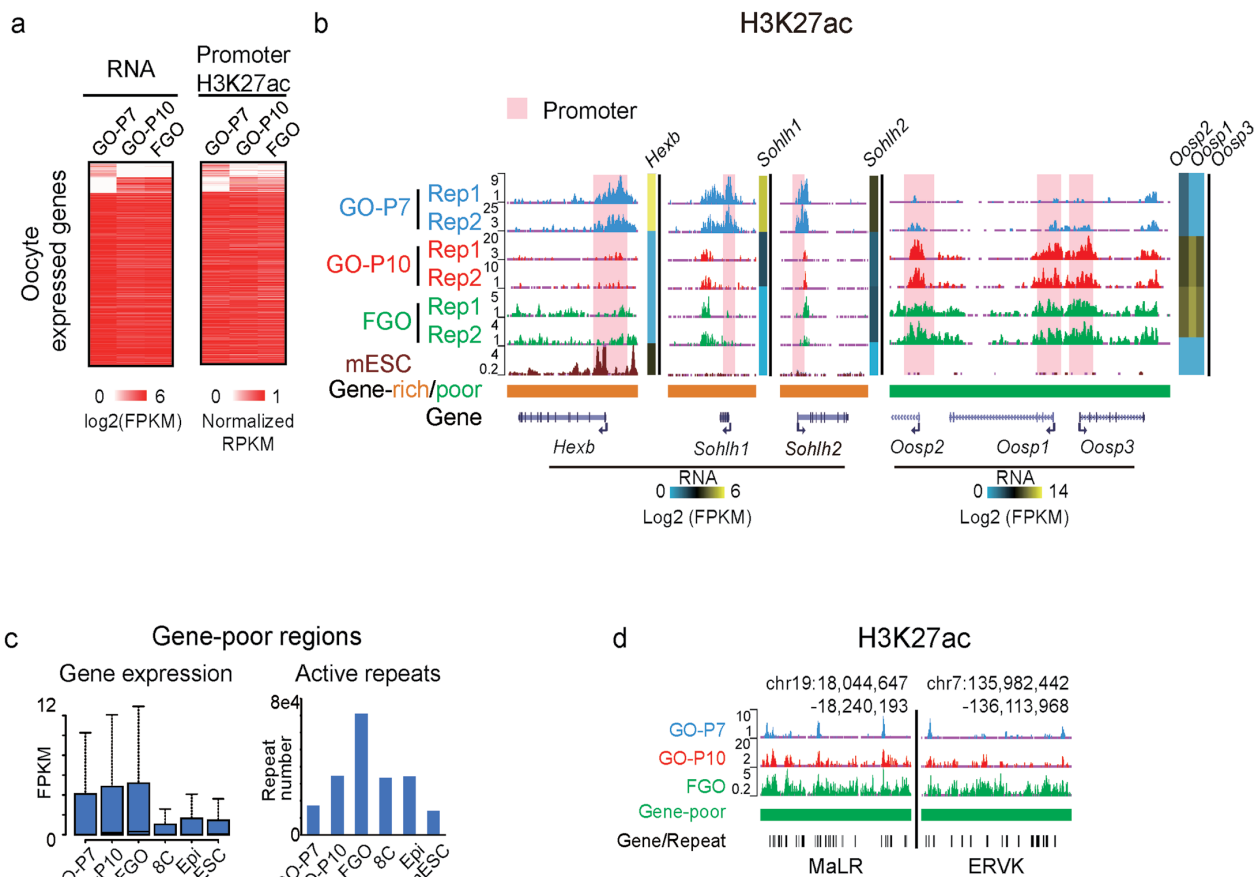 a
RNA
Promoter
H3K27ac
GO-P7
GO-P10
FGO
GO-P7
GO-P10
FGO
Oocyte
expressed genes
0 6
log2(FPKM)
0 1
Normalized
RPKM
b
H3K27ac
Promoter
Hexb
Sohlh1
Sohlh2
Oosp2
Oosp1
Oosp3
GO-P7
Rep1
9
1
Rep2
25
3
GO-P10
Rep1
20
3
Rep2
10
1
FGO
Rep1
5
1
Rep2
4
1
mESC
4
0.2
Gene-rich/poor
Gene
Hexb
Sohlh1
Sohlh2
Oosp2
Oosp1
Oosp3
RNA
0 6
Log2 (FPKM)
RNA
0 14
Log2 (FPKM)
c
Gene-poor regions
Gene expression
12
FPKM
0
FGO
8C
Epi
Active repeats
8e4
Repeat
number
0
FGO
8C
Epi
d
H3K27ac
chr19:18,044,647
-18,240,193
chr7:135,982,442
-136,113,968
GO-P7
10
1
GO-P10
20
2
FGO
5
0.2
Gene-poor
Gene/Repeat
MaLR
ERVK